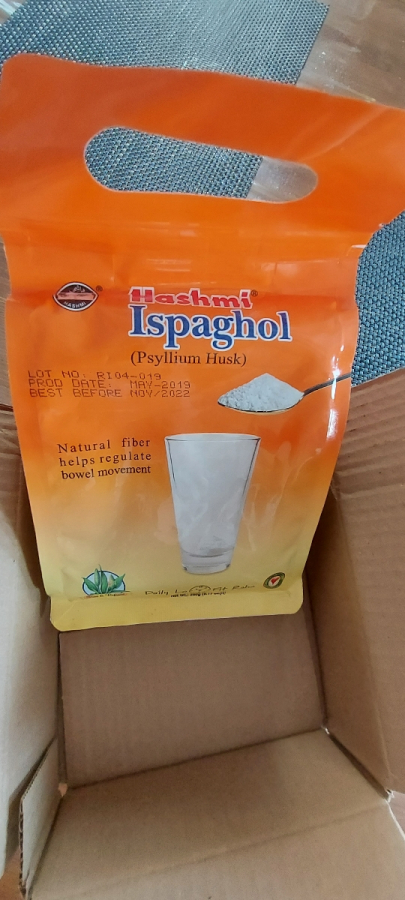 HASHMI
Hashmi®
Ispaghol
(Psyllium Husk)
LOT NO: RI04-019
PROD DATE: MAY-2019
BEST BEFORE NOV/2022
Natural fiber
helps regulate
bowel movement